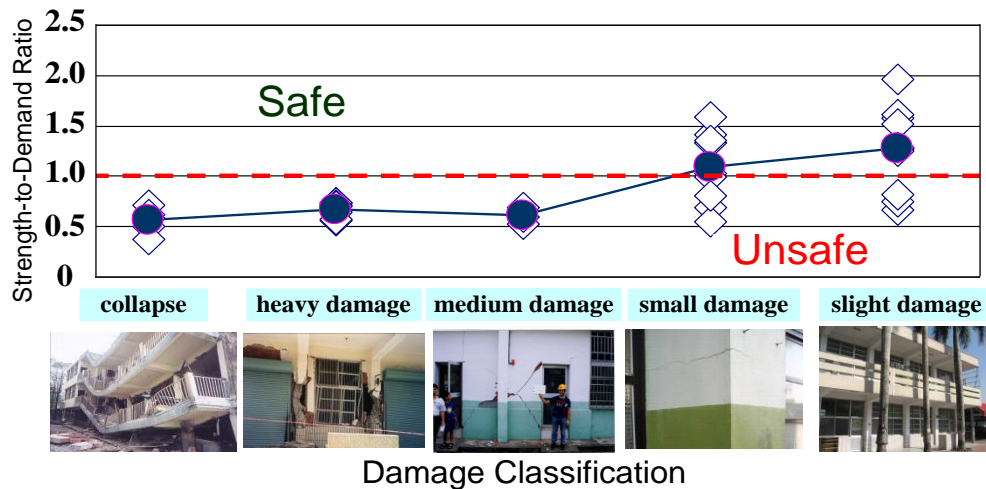 Strength-to-Demand Ratio
2.5
2.0
1.5
1.0
0.5
0
Safe
Unsafe
collapse
heavy damage
medium damage
small damage
slight damage
Damage Classification